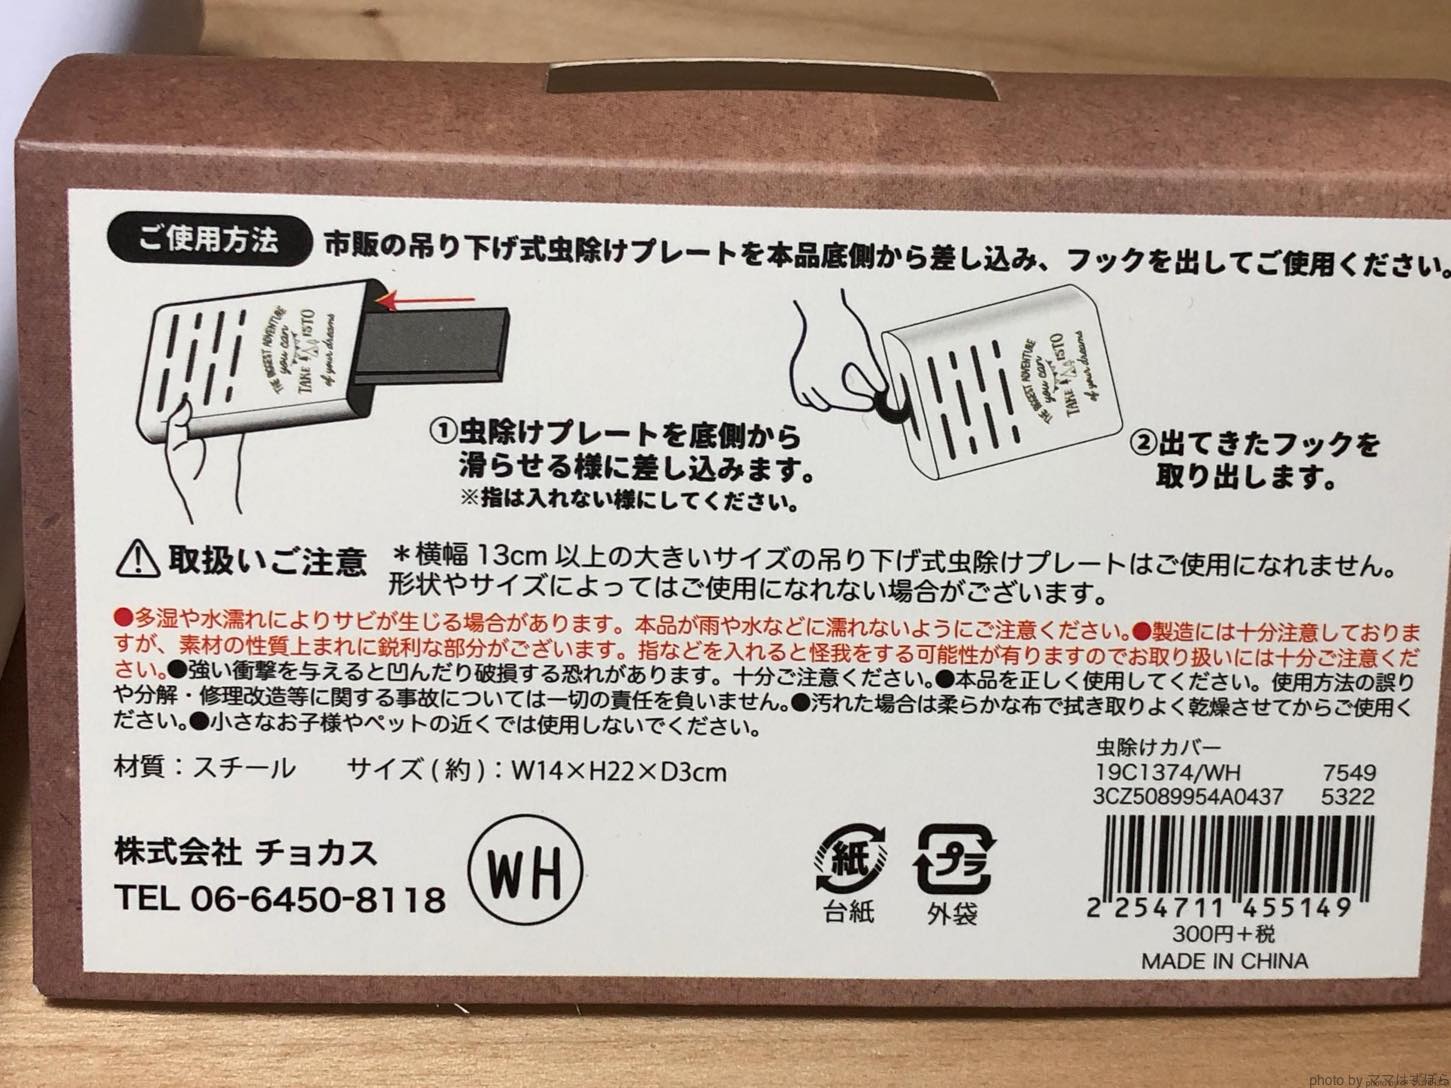 ご使用方法 市販の吊り下げ式虫除けプレートを本品底側から差し込み、フックを出してご使用ください。
THE BIGGEST ADVENTURE
you can
TAKE ISTO
of your dreams
THE BIGGEST ADVENTURE
you can
TAKE ISTO
of your dreams
①虫除けプレートを底側から
滑らせる様に差し込みます。
※指は入れない様にしてください。
②出てきたフックを
取り出します。
取扱いご注意 ＊横幅 13cm 以上の大きいサイズの吊り下げ式虫除けプレートはご使用になれません。
形状やサイズによってはご使用になれない場合がございます。
●多湿や水濡れによりサビが生じる場合があります。本品が雨や水などに濡れないようにご注意ください。●製造には十分注意しておりま
すが、素材の性質上まれに鋭利な部分がございます。指などを入れると怪我をする可能性が有りますのでお取り扱いには十分ご注意くだ
さい。●強い衝撃を与えると凹んだり破損する恐れがあります。十分ご注意ください。●本品を正しく使用してください。使用方法の誤り
や分解・修理改造等に関する事故については一切の責任を負いません。●汚れた場合は柔らかな布で拭き取りよく乾燥させてからご使用く
ださい。●小さなお子様やペットの近くでは使用しないでください。
材質：スチール サイズ(約)：W14×H22×D3cm
虫除けカバー
19C1374/WH 7549
3CZ5089954A0437 5322
株式会社 チョカス
TEL 06-6450-8118
WH
紙
台紙
プラ
外袋
2 254711 455149
300円＋税
MADE IN CHINA
photo by ママはずぼら